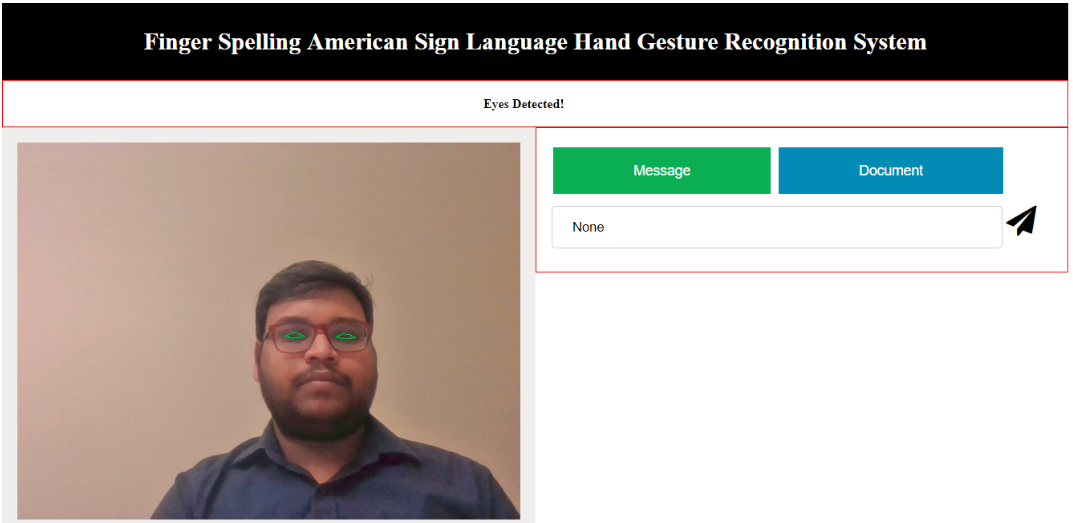 Finger Spelling American Sign Language Hand Gesture Recognition System
Eyes Detected!
Message
Document
None